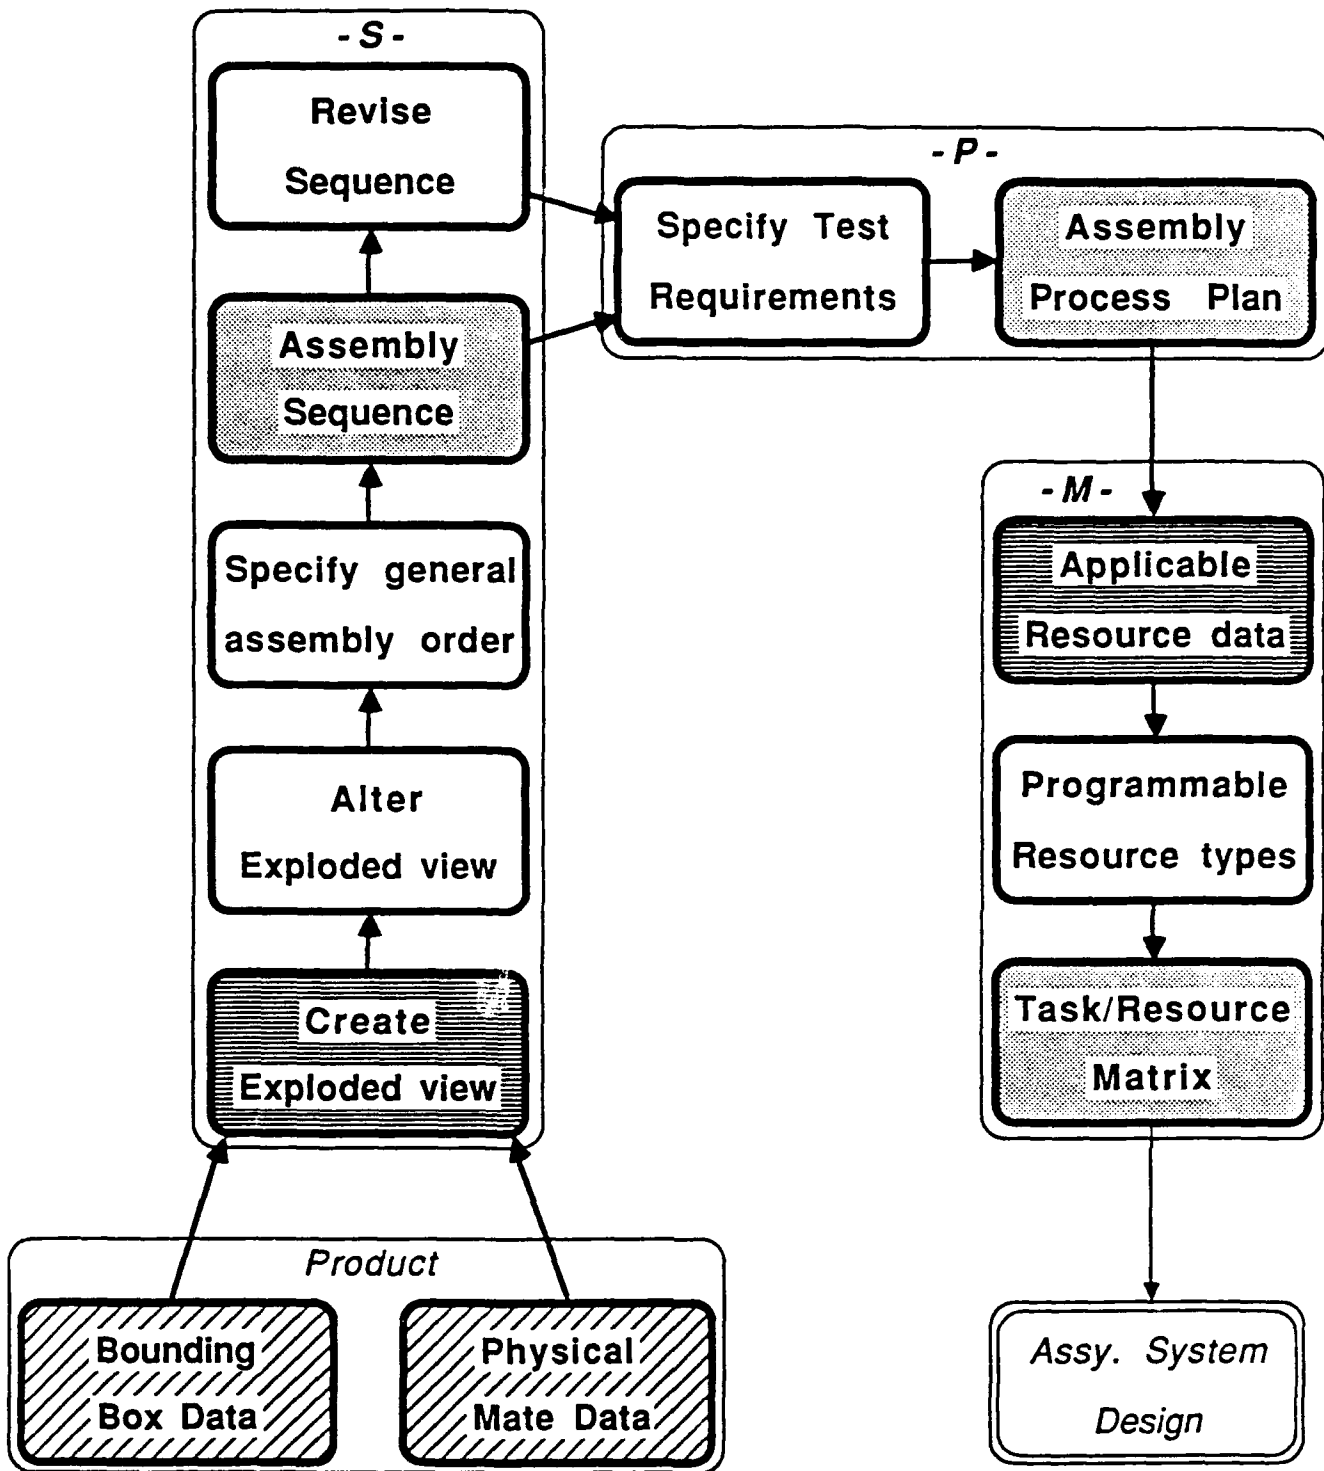 - S -
Revise
Sequence
Assembly
Sequence
Specify general
assembly order
Alter
Exploded view
Create
Exploded view
Product
Bounding
Box Data
Physical
Mate Data
- P -
Specify Test
Requirements
Assembly
Process Plan
- M -
Applicable
Resource data
Programmable
Resource types
Task/Resource
Matrix
Assy. System
Design